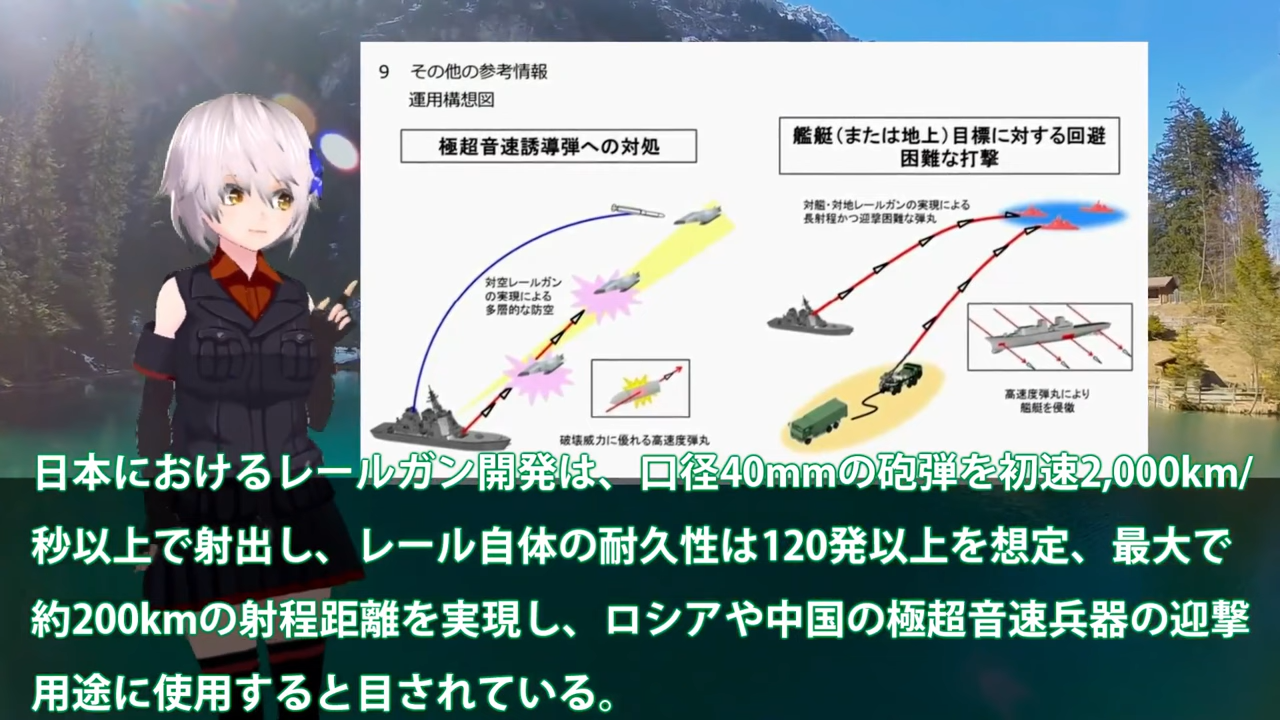 9 その他の参考情報
運用構想図
極超音速誘導弾への対処
対空レールガン
の実現による
多層的な防空
破壊威力に優れる高速度弾丸
艦艇(または地上)目標に対する回避
困難な打撃
対艦・対地レールガンの実現による
長射程かつ迎撃困難な弾丸
高速度弾丸により
艦艇を侵徹
日本におけるレールガン開発は、口径40mmの砲弾を初速2,000km/
秒以上で射出し、レール自体の耐久性は120発以上を想定、最大で
約200kmの射程距離を実現し、ロシアや中国の極超音速兵器の迎撃
用途に使用すると目されている。